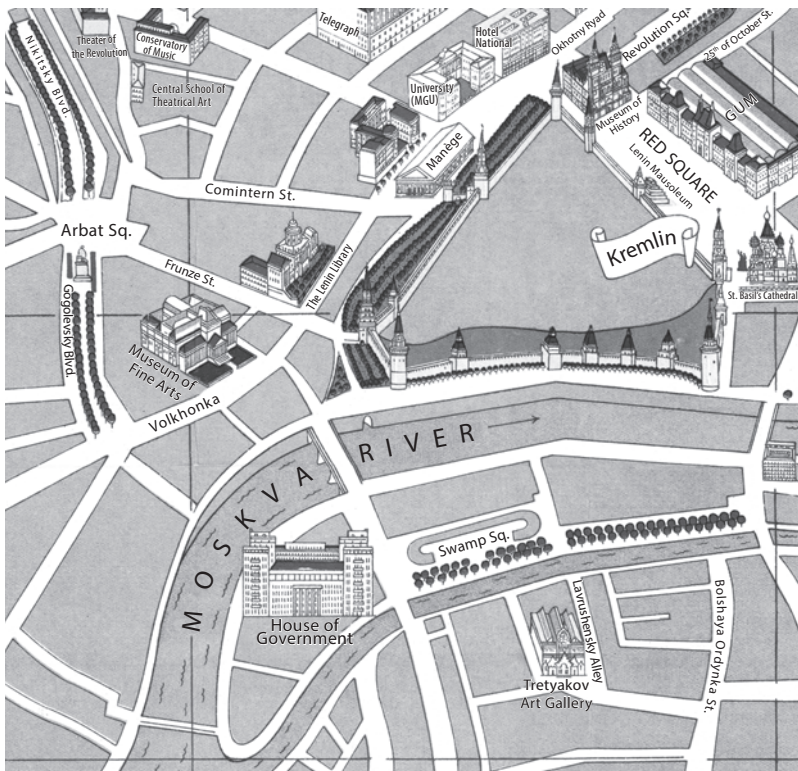 Nikitsky Blvd.
Theater of
the Revolution
Conservatory
of Music
Central School of
Theatrical Art
Telegraph
Hotel
National
University
(MGU)
Okhotny Ryad
Revolution Sq.
25th of October St.
Museum of
History
GUM
RED SQUARE
Lenin Mausoleum
Manège
Comintern St.
Arbat Sq.
Frunze St.
The Lenin Library
Kremlin
St. Basil's Cathedral
Gogolevsky Blvd.
Museum of
Fine Arts
Volkhonka
MOSKVA RIVER
Swamp Sq.
House of
Government
Lavrushensky Alley
Tretyakov
Art Gallery
Bolshaya Ordynka St.